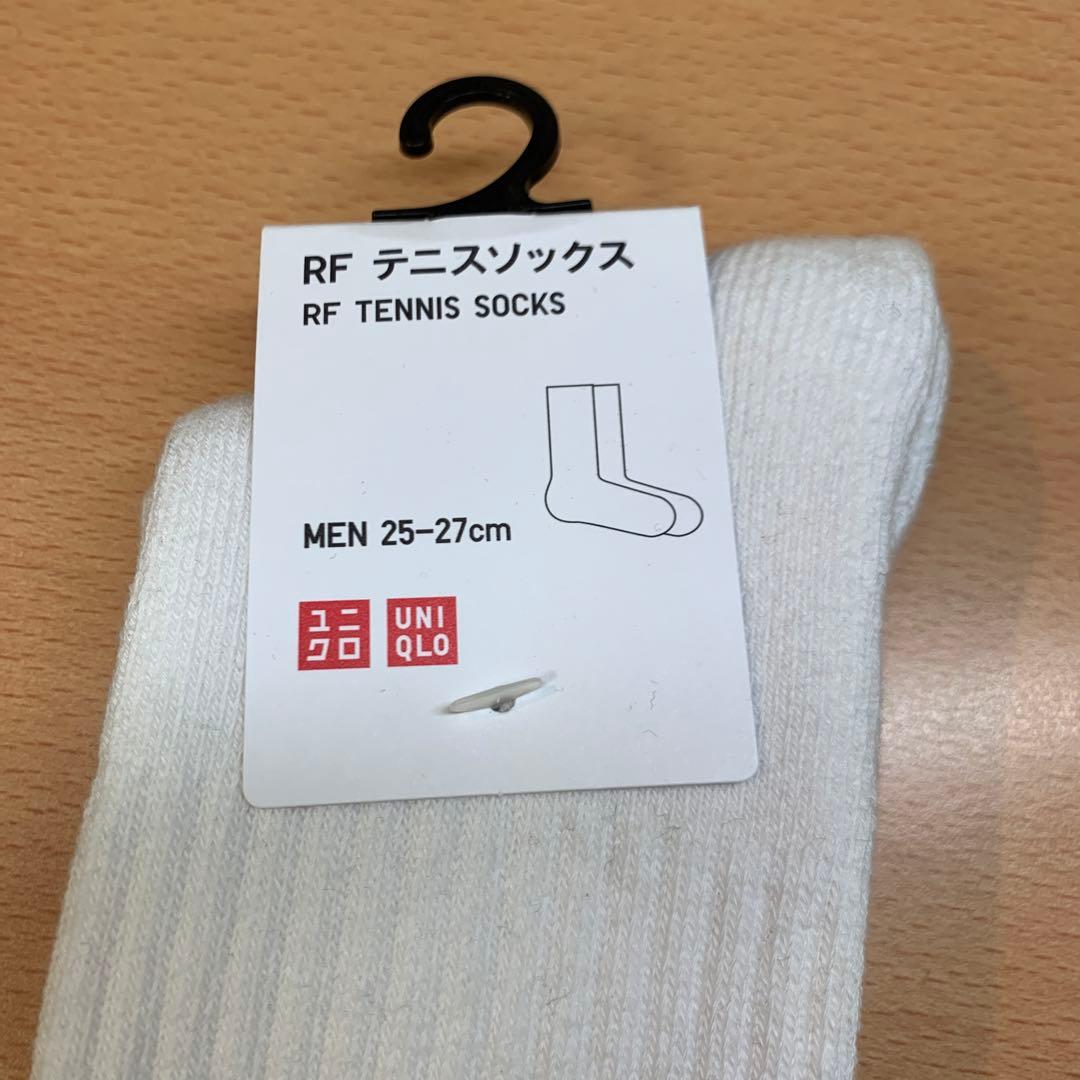 RF テニスソックス
RF TENNIS SOCKS
MEN 25-27cm
ユニ
クロ
UNI
QLO